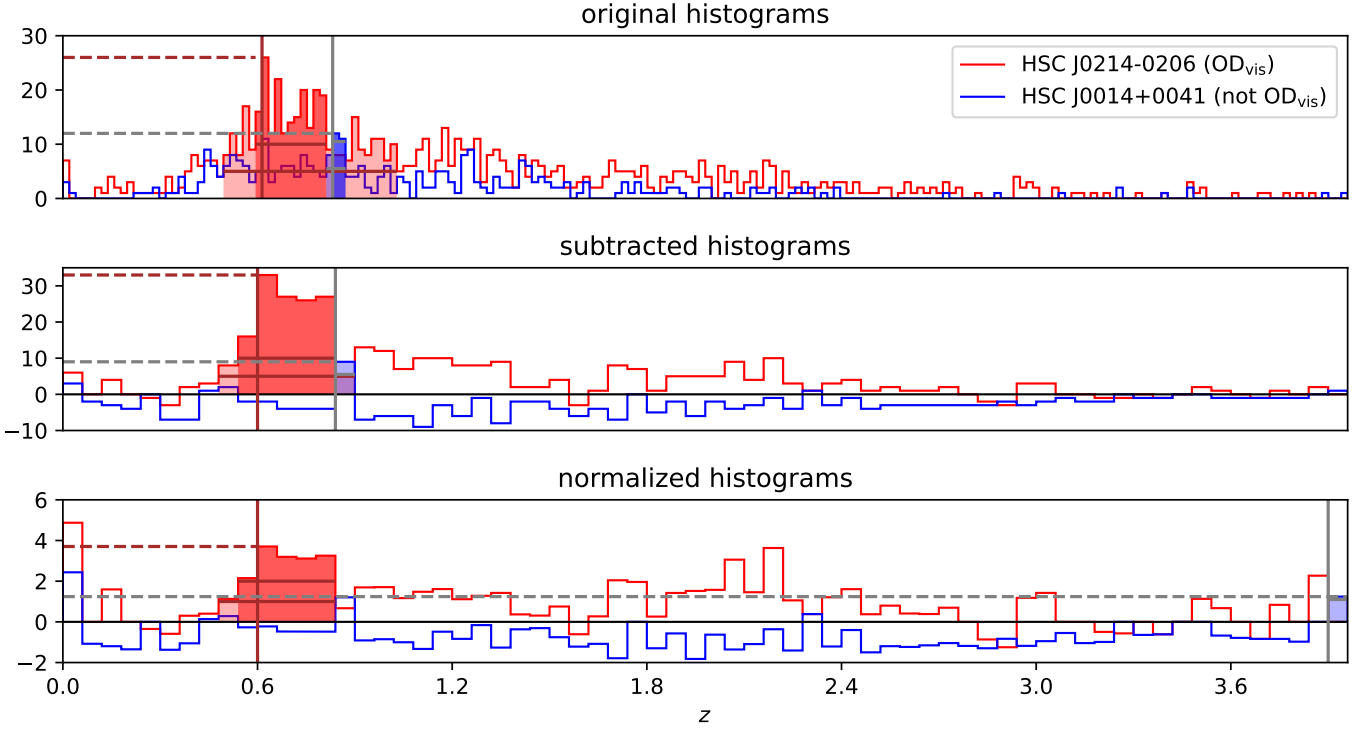 original histograms
30
20
10
0
HSC J0214-0206 (OD_vis)
HSC J0014+0041 (not OD_vis)
subtracted histograms
30
20
10
0
−10
normalized histograms
6
4
2
0
−2
0.0 0.6 1.2 1.8 2.4 3.0 3.6
z